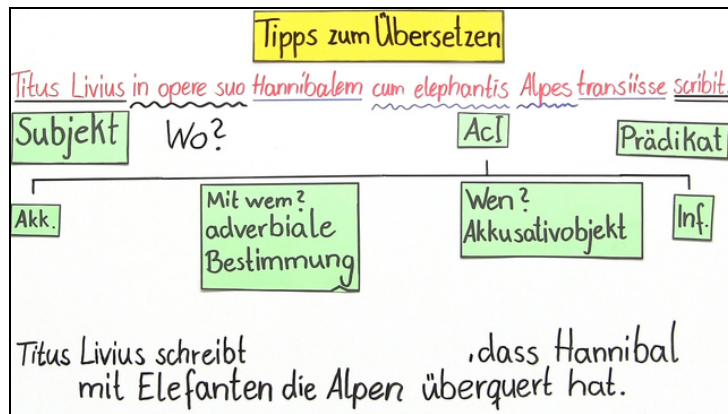 Tipps zum Übersetzen
Titus Livius in opere suo Hannibalem cum elephantis Alpes transiisse scribit.
Subjekt Wo? AcI Prädikat
Akk. Mit wem? Wen? Inf.
adverbiale Akkusativobjekt
Bestimmung
Titus Livius schreibt , dass Hannibal
mit Elefanten die Alpen überquert hat.